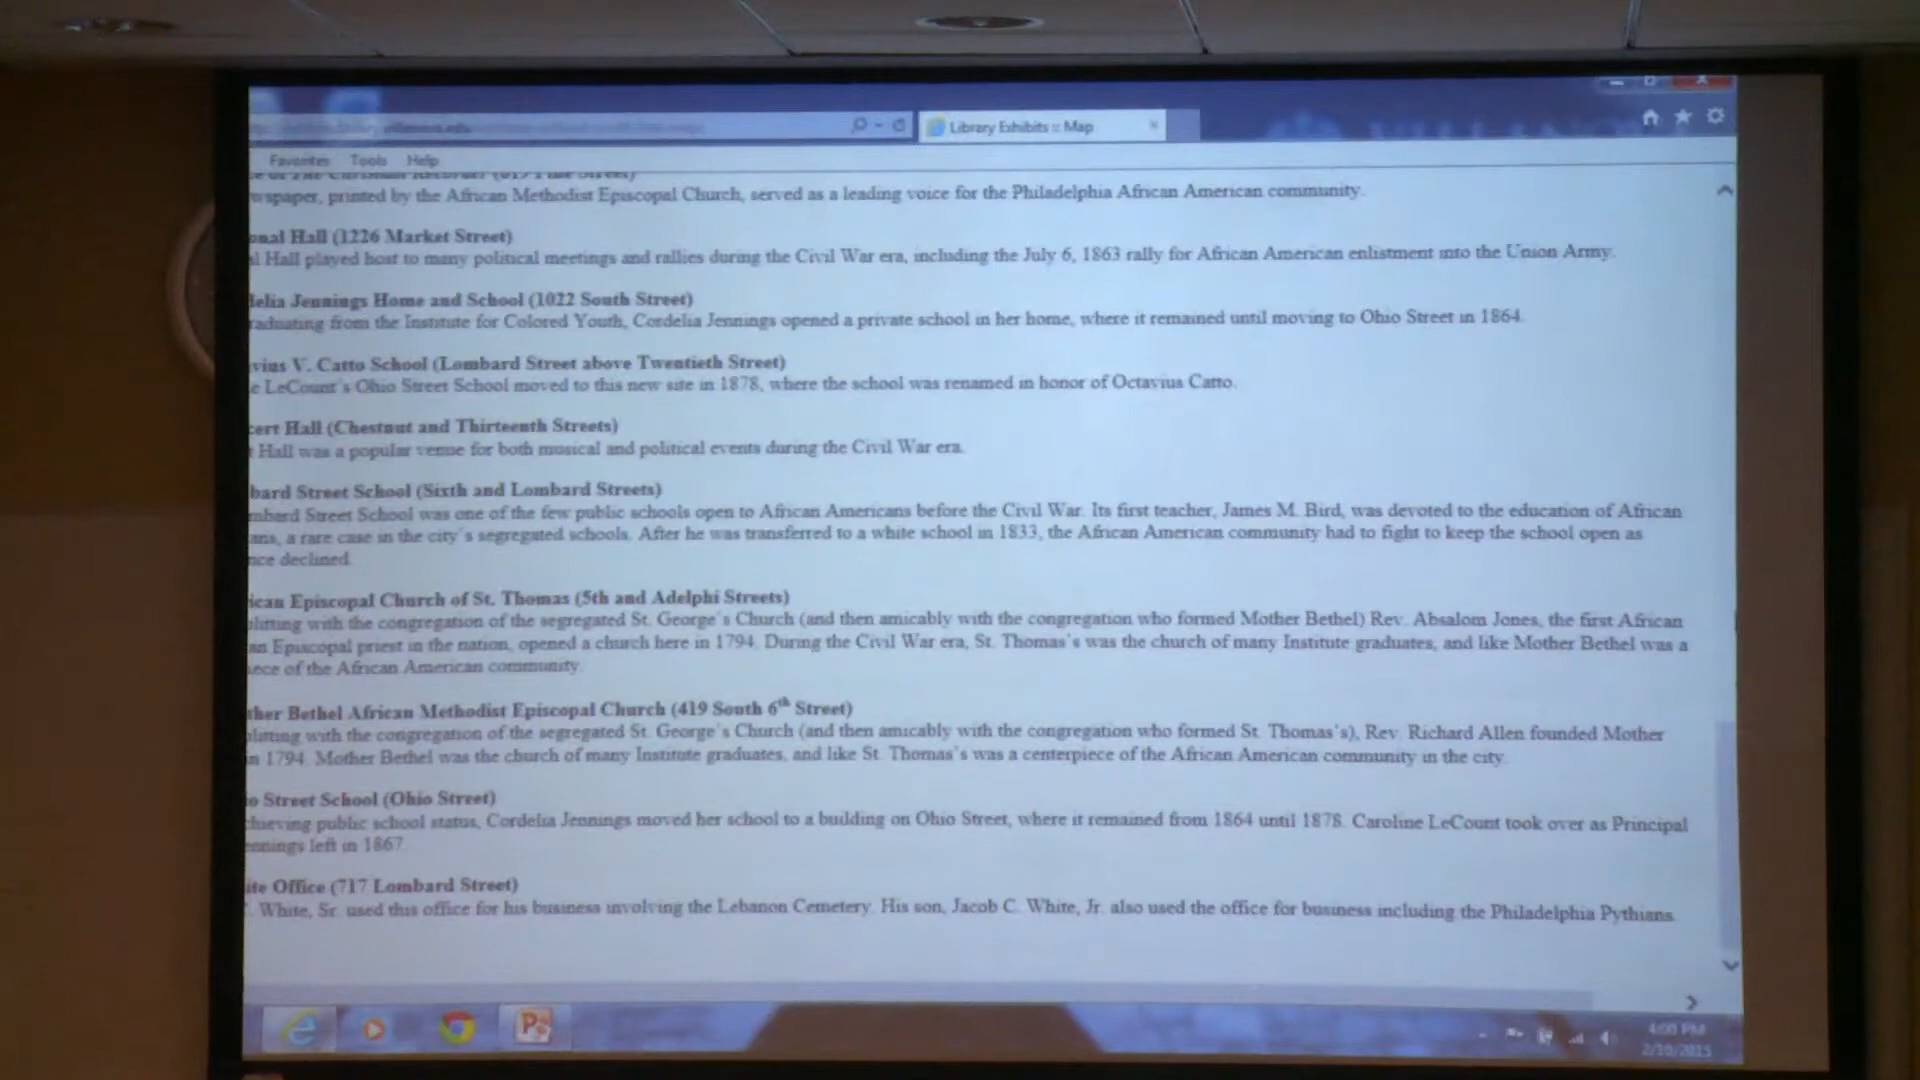 Library Exhibits :: Map
Favorites Tools Help
wspaper, printed by the African Methodist Episcopal Church, served as a leading voice for the Philadelphia African American community.
onal Hall (1226 Market Street)
l Hall played host to many political meetings and rallies during the Civil War era, including the July 6, 1863 rally for African American enlistment into the Union Army.
delia Jennings Home and School (1022 South Street)
raduating from the Institute for Colored Youth, Cordelia Jennings opened a private school in her home, where it remained until moving to Ohio Street in 1864.
vius V. Catto School (Lombard Street above Twentieth Street)
e LeCount's Ohio Street School moved to this new site in 1878, where the school was renamed in honor of Octavius Catto.
cert Hall (Chestnut and Thirteenth Streets)
t Hall was a popular venue for both musical and political events during the Civil War era.
bard Street School (Sixth and Lombard Streets)
mbard Street School was one of the few public schools open to African Americans before the Civil War. Its first teacher, James M. Bird, was devoted to the education of African
ans, a rare case in the city's segregated schools. After he was transferred to a white school in 1833, the African American community had to fight to keep the school open as
nce declined.
ican Episcopal Church of St. Thomas (5th and Adelphi Streets)
plitting with the congregation of the segregated St. George's Church (and then amicably with the congregation who formed Mother Bethel) Rev. Absalom Jones, the first African
an Episcopal priest in the nation, opened a church here in 1794. During the Civil War era, St. Thomas's was the church of many Institute graduates, and like Mother Bethel was a
iece of the African American community.
ther Bethel African Methodist Episcopal Church (419 South 6th Street)
plitting with the congregation of the segregated St. George's Church (and then amicably with the congregation who formed St. Thomas's), Rev. Richard Allen founded Mother
n 1794. Mother Bethel was the church of many Institute graduates, and like St. Thomas's was a centerpiece of the African American community in the city.
o Street School (Ohio Street)
chieving public school status, Cordelia Jennings moved her school to a building on Ohio Street, where it remained from 1864 until 1878. Caroline LeCount took over as Principal
ennings left in 1867.
ite Office (717 Lombard Street)
. White, Sr. used this office for his business involving the Lebanon Cemetery. His son, Jacob C. White, Jr. also used the office for business including the Philadelphia Pythians.
4:00 PM